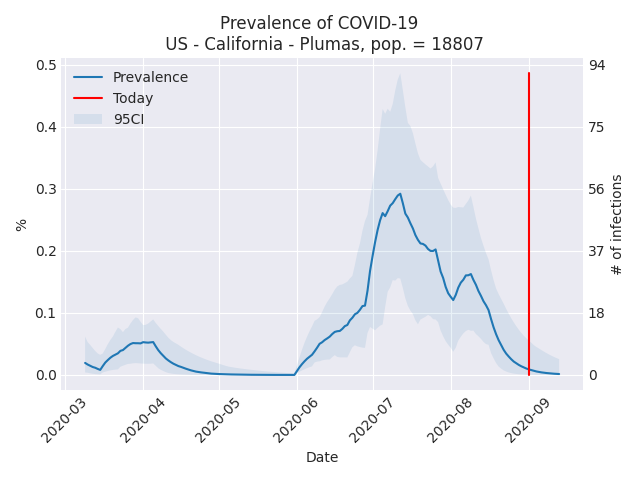 Prevalence of COVID-19
US - California - Plumas, pop. = 18807
Prevalence
Today
95CI
0.5
0.4
0.3
0.2
0.1
0.0
%
94
75
56
37
18
0
# of infections
2020-03
2020-04
2020-05
2020-06
2020-07
2020-08
2020-09
Date